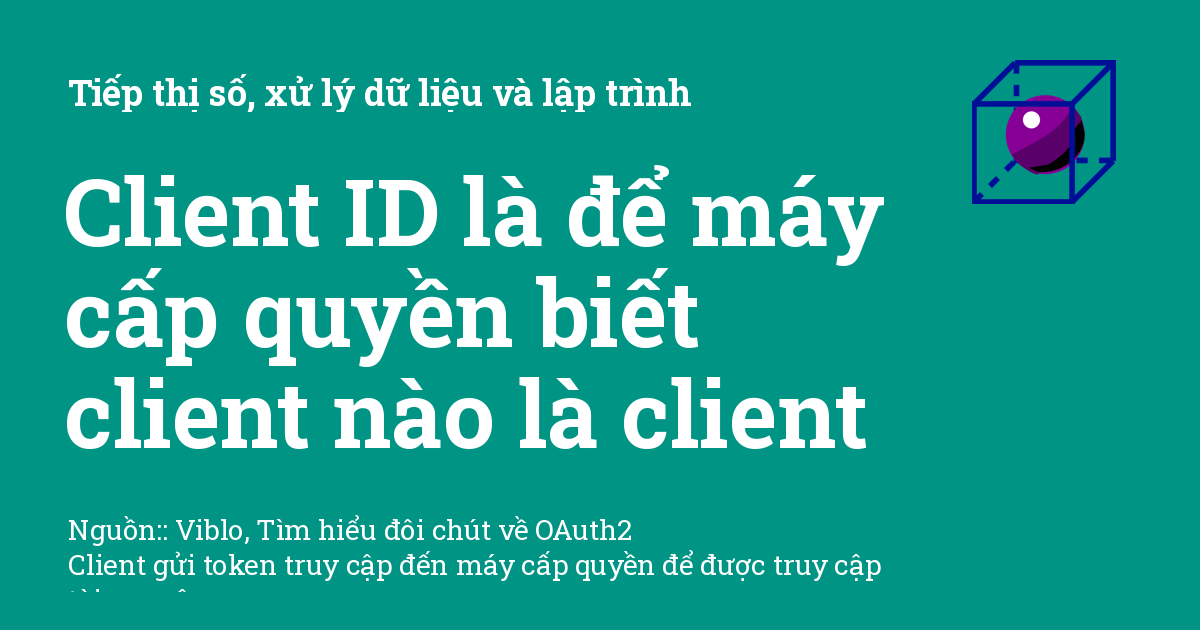 Tiếp thị số, xử lý dữ liệu và lập trình
Client ID là để máy
cấp quyền biết
client nào là client
Nguồn:: Viblo, Tìm hiểu đôi chút về OAuth2
Client gửi token truy cập đến máy cấp quyền để được truy cập